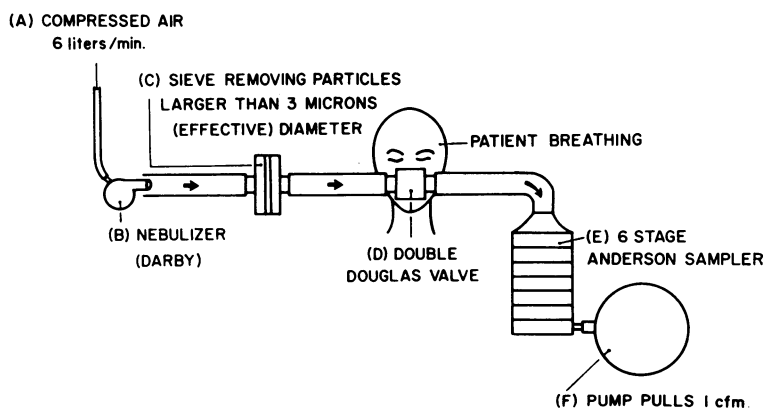 (A) COMPRESSED AIR
6 liters/min.
(C) SIEVE REMOVING PARTICLES
LARGER THAN 3 MICRONS
(EFFECTIVE) DIAMETER
PATIENT BREATHING
(B) NEBULIZER
(DARBY)
(D) DOUBLE
DOUGLAS VALVE
(E) 6 STAGE
ANDERSON SAMPLER
(F) PUMP PULLS 1 cfm.